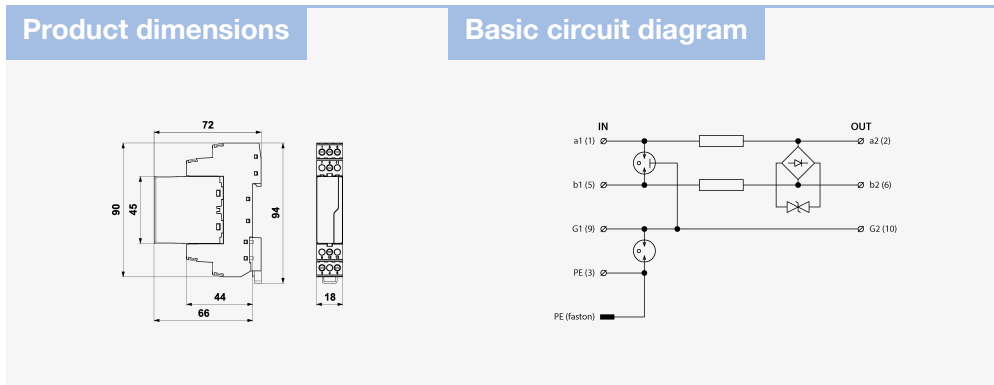 Product dimensions
Basic circuit diagram
72
90
45
94
44
66
18
IN
OUT
a1 (1)
a2 (2)
b1 (5)
b2 (6)
G1 (9)
G2 (10)
PE (3)
PE (faston)